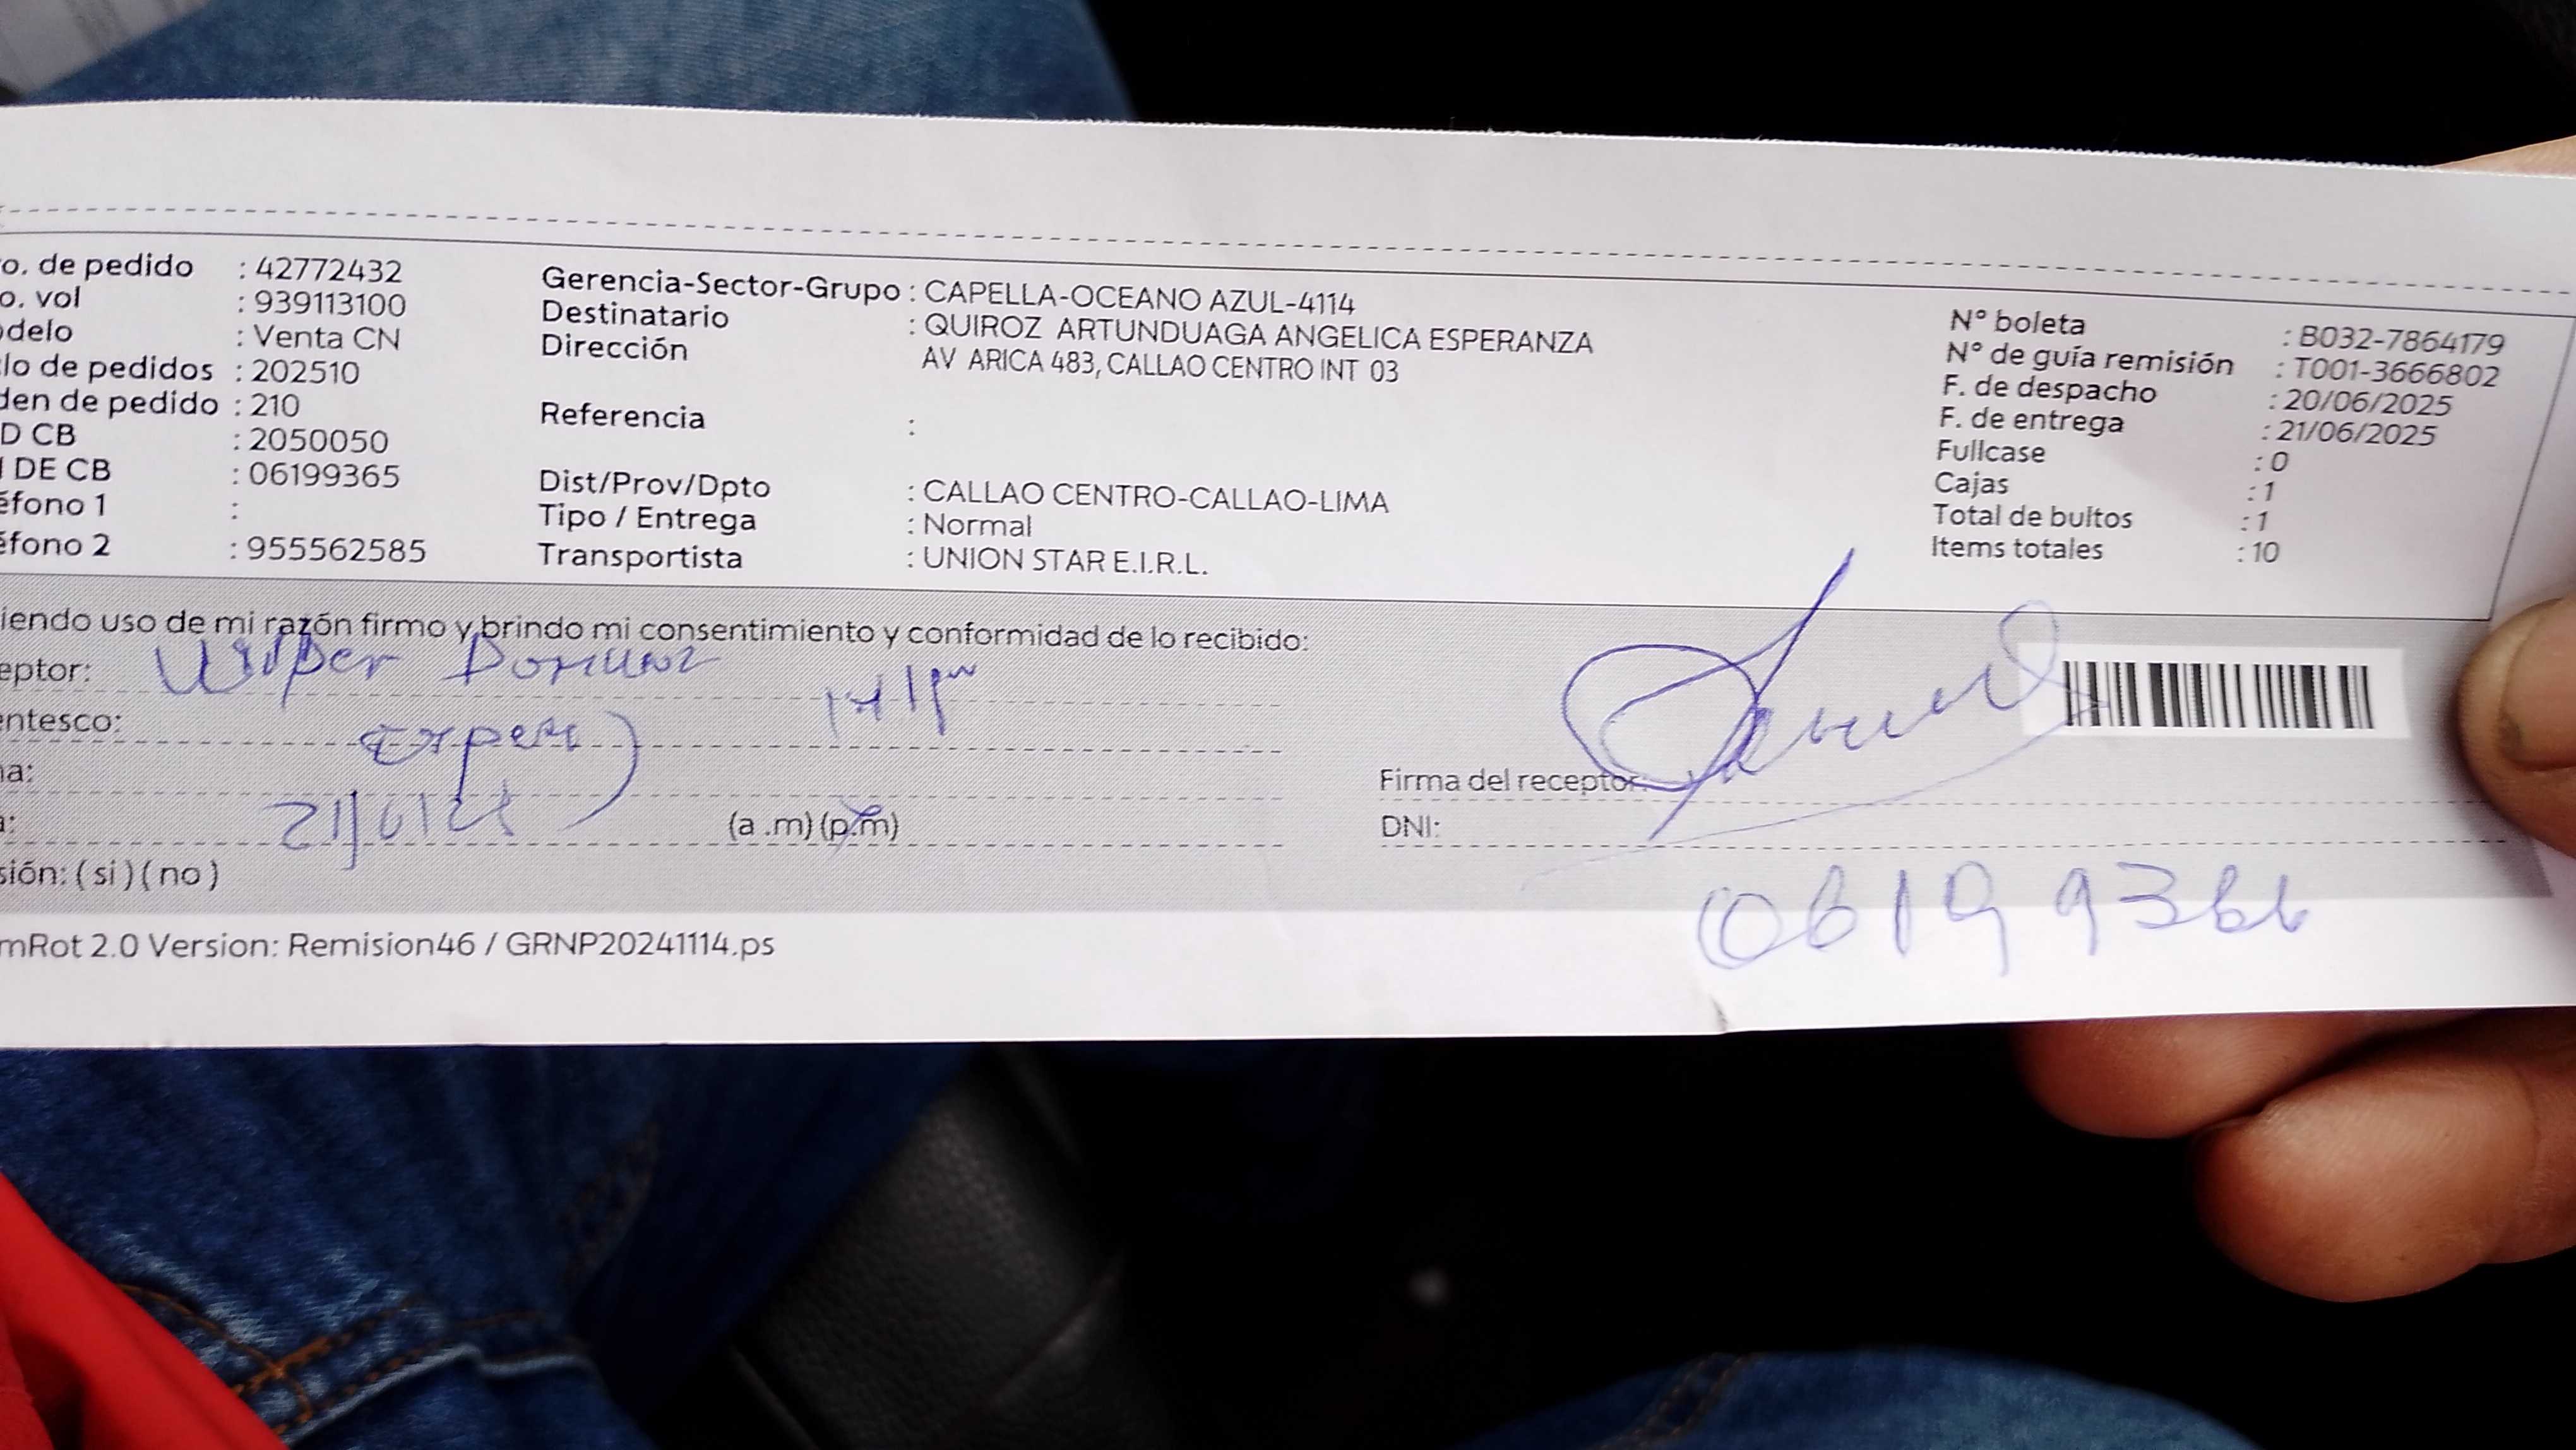 o. de pedido : 42772432
o. vol : 939113100
delo : Venta CN
lo de pedidos : 202510
den de pedido : 210
D CB : 2050050
DE CB : 06199365
éfono 1 :
éfono 2 : 955562585
Gerencia-Sector-Grupo : CAPELLA-OCEANO AZUL-4114
Destinatario : QUIROZ ARTUNDUAGA ANGELICA ESPERANZA
Dirección AV ARICA 483, CALLAO CENTRO INT 03
Referencia :
Dist/Prov/Dpto : CALLAO CENTRO-CALLAO-LIMA
Tipo / Entrega : Normal
Transportista : UNION STAR E.I.R.L.
N° boleta : B032-7864179
N° de guía remisión : T001-3666802
F. de despacho : 20/06/2025
F. de entrega : 21/06/2025
Fullcase : 0
Cajas : 1
Total de bultos : 1
Items totales : 10
iendo uso de mi razón firmo y brindo mi consentimiento y conformidad de lo recibido:
eptor:
entesco:
a:
(a .m) (p.m)
sión: ( si ) ( no )
Firma del receptor:
DNI:
06199366
mRot 2.0 Version: Remision46 / GRNP20241114.ps